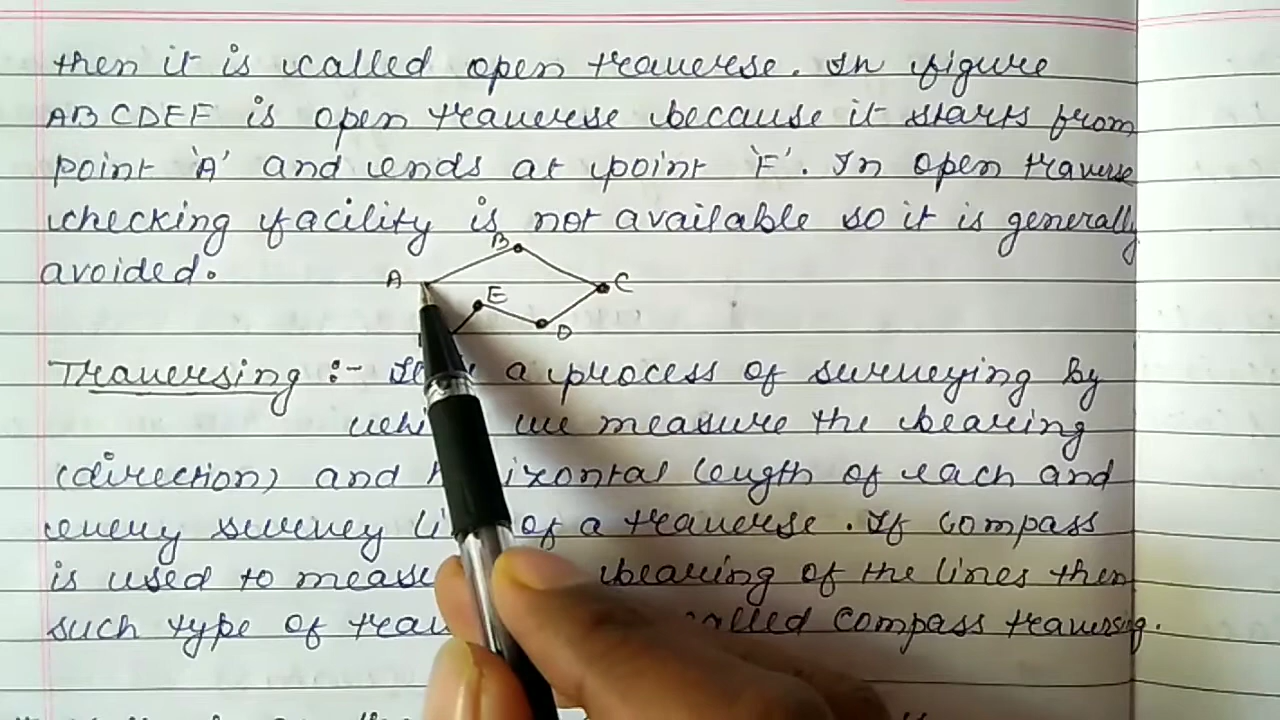 then it is called open traverse. In figure
ABCDEF is open traverse because it starts from
point 'A' and ends at point 'F'. In open traverse
checking facility is not available so it is generally
avoided.
B
A
C
E
D
Traversing :- a process of surveying by
we measure the bearing
(direction) and length of each and
every survey of a traverse. If compass
is used to bearing of the lines then
such type of called compass traversing.